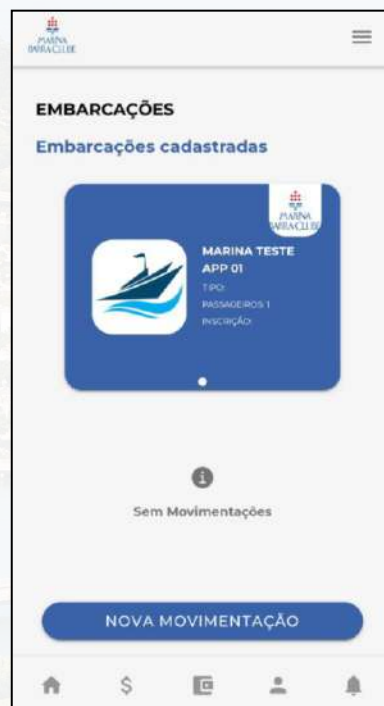 MARINA
BARRA CLUBE
EMBARCAÇÕES
Embarcações cadastradas
MARINA
BARRA CLUBE
MARINA TESTE
APP 01
TIPO:
PASSAGEIROS 1
INSCRIÇÃO:
Sem Movimentações
NOVA MOVIMENTAÇÃO